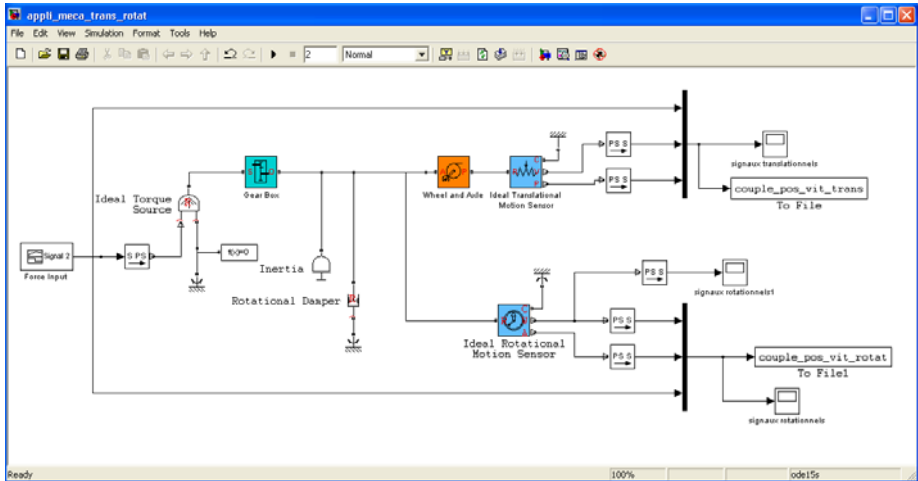 appli_meca_trans_rotat
File Edit View Simulation Format Tools Help
2 Normal
signaux translationnels
couple_pos_vit_trans
To File
PS S
PS S
Gear Box
Wheel and Axle
Ideal Translational
Motion Sensor
Ideal Torque
Source
Signal 2
Force Input
S PS
f(x)=0
Inertia
Rotational Damper
PS S
signaux rotationnels1
Ideal Rotational
Motion Sensor
PS S
PS S
couple_pos_vit_rotat
To File1
signaux rotationnels
Ready 100% ode15s